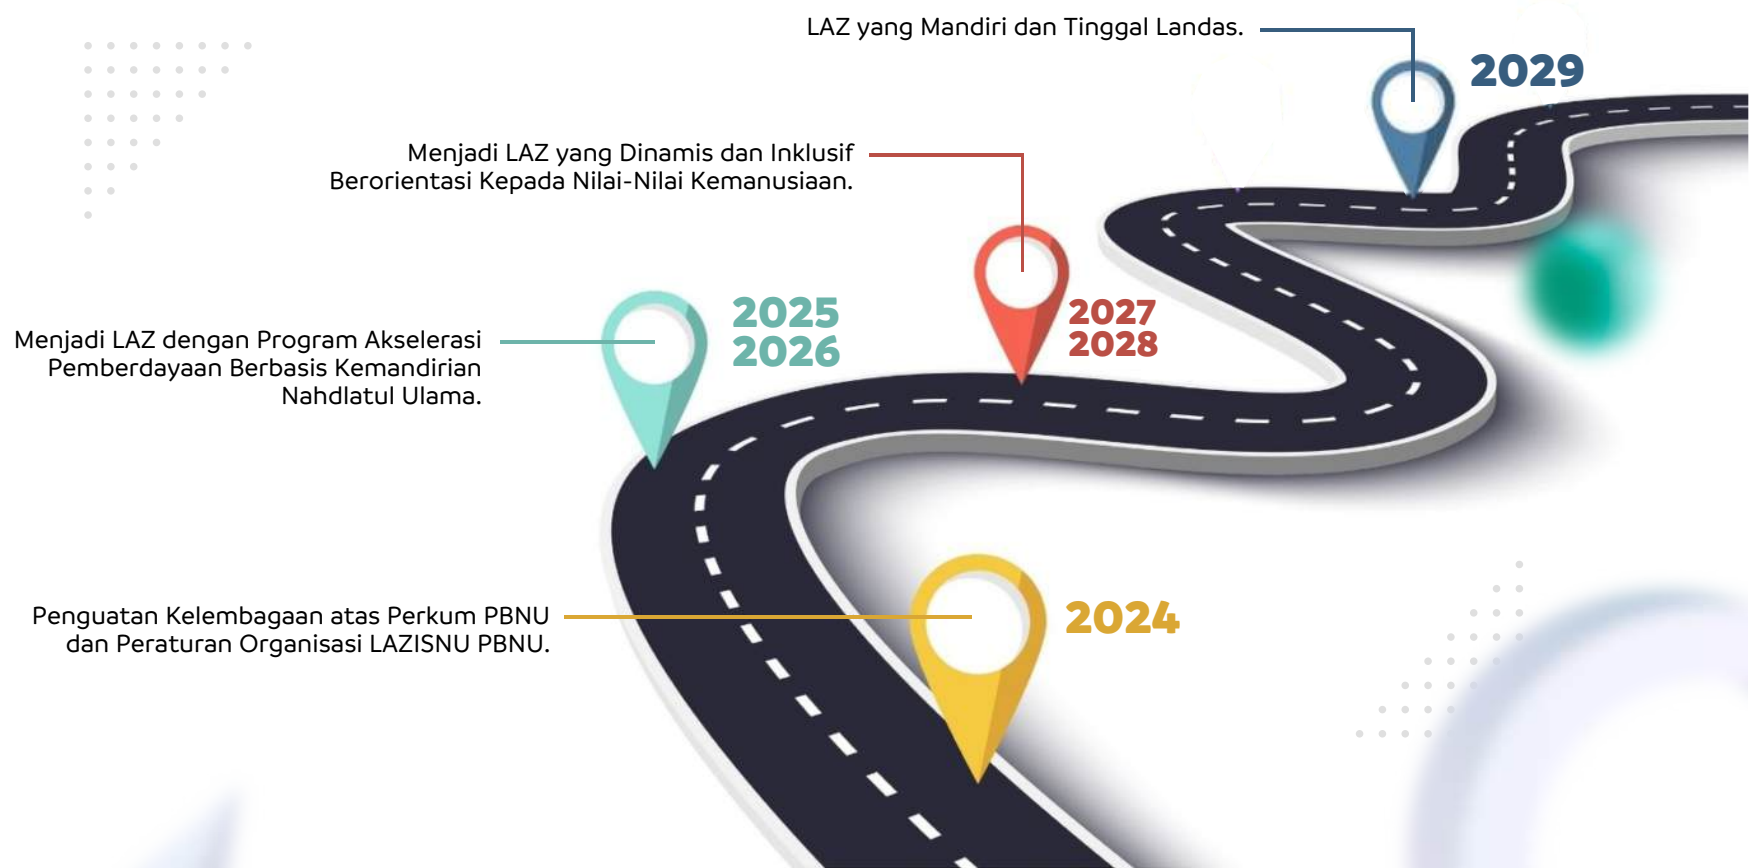 LAZ yang Mandiri dan Tinggal Landas.
2029
Menjadi LAZ yang Dinamis dan Inklusif
Berorientasi Kepada Nilai-Nilai Kemanusiaan.
2027
2028
2025
2026
Menjadi LAZ dengan Program Akselerasi
Pemberdayaan Berbasis Kemandirian
Nahdlatul Ulama.
Penguatan Kelembagaan atas Perkum PBNU
dan Peraturan Organisasi LAZISNU PBNU.
2024